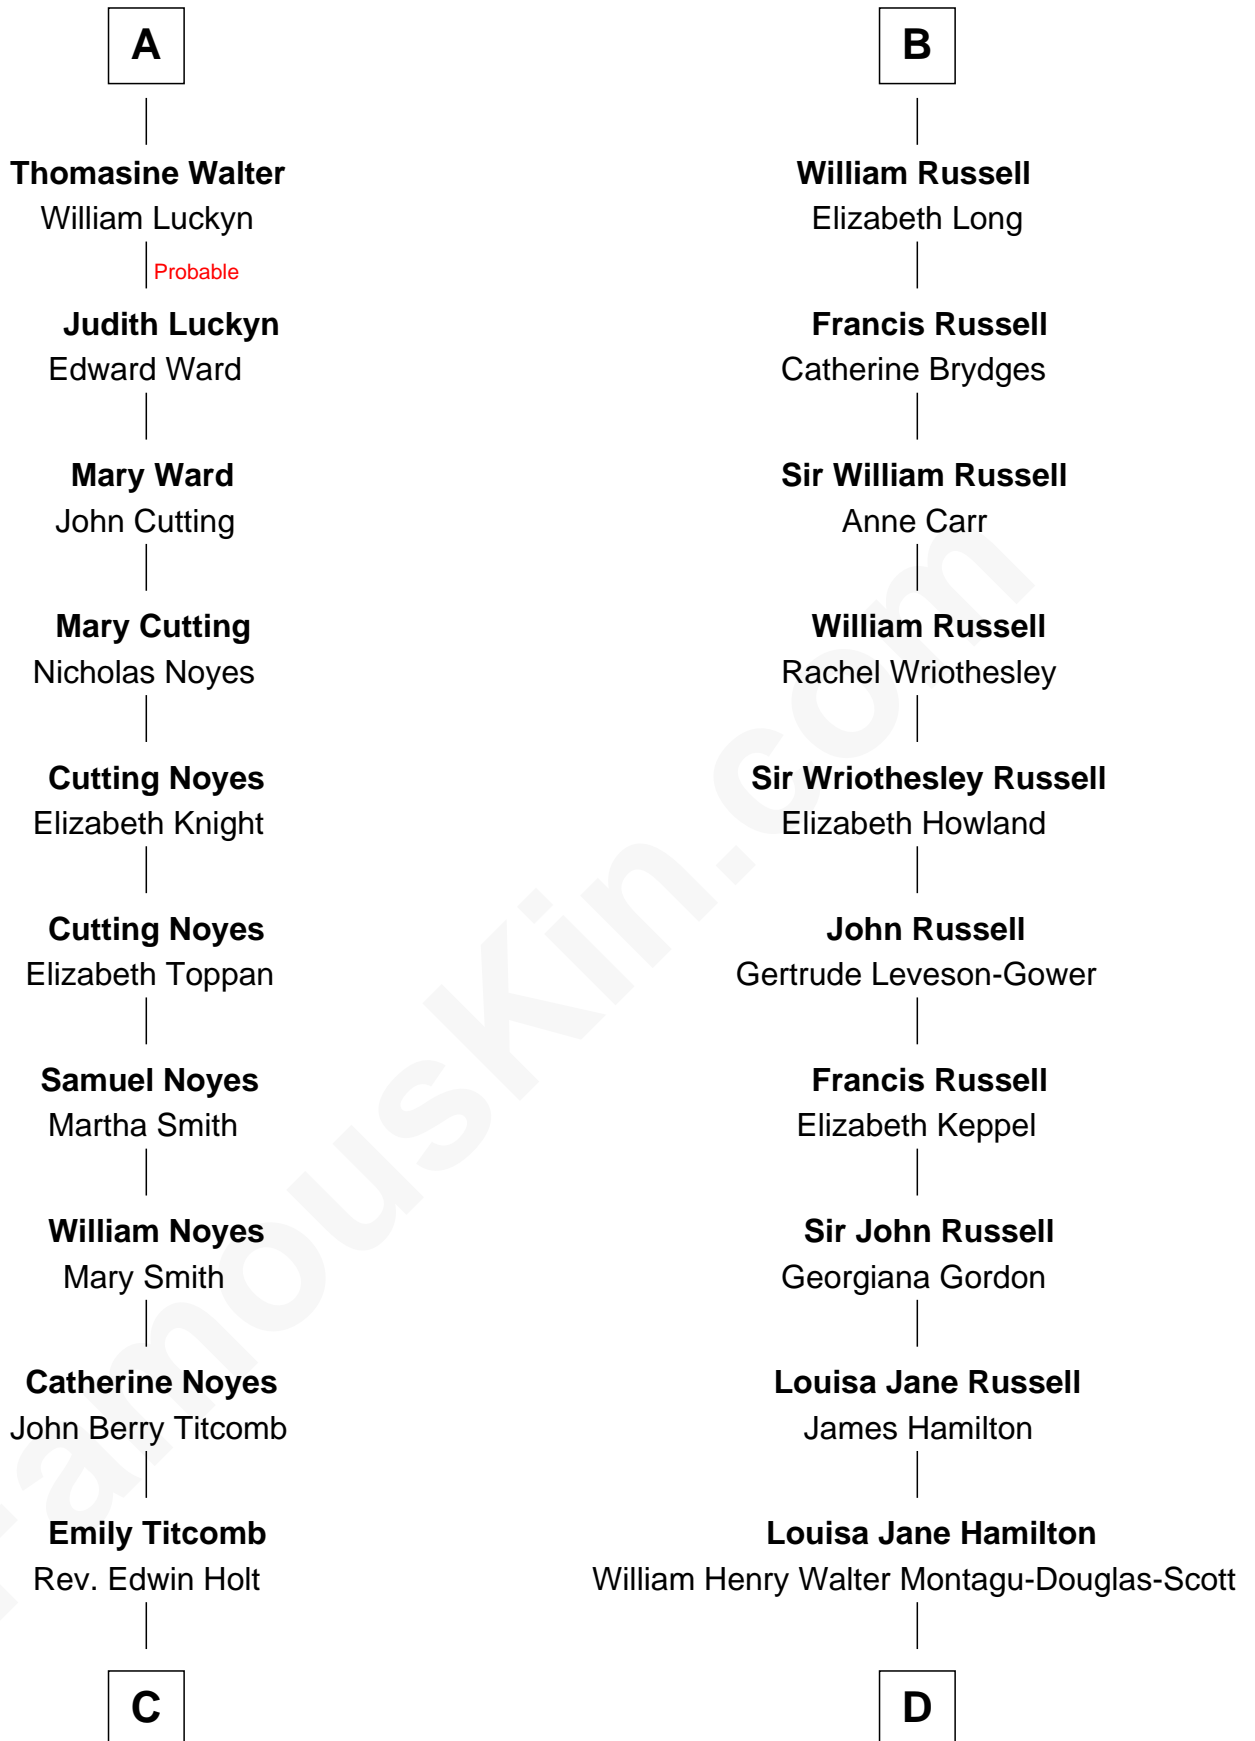 A
Thomasine Walter
William Luckyn
Probable
Judith Luckyn
Edward Ward
Mary Ward
John Cutting
Mary Cutting
Nicholas Noyes
Cutting Noyes
Elizabeth Knight
Cutting Noyes
Elizabeth Toppan
Samuel Noyes
Martha Smith
William Noyes
Mary Smith
Catherine Noyes
John Berry Titcomb
Emily Titcomb
Rev. Edwin Holt
C
B
William Russell
Elizabeth Long
Francis Russell
Catherine Brydges
Sir William Russell
Anne Carr
William Russell
Rachel Wriothesley
Sir Wriothesley Russell
Elizabeth Howland
John Russell
Gertrude Leveson-Gower
Francis Russell
Elizabeth Keppel
Sir John Russell
Georgiana Gordon
Louisa Jane Russell
James Hamilton
Louisa Jane Hamilton
William Henry Walter Montagu-Douglas-Scott
D
FamousKin.com